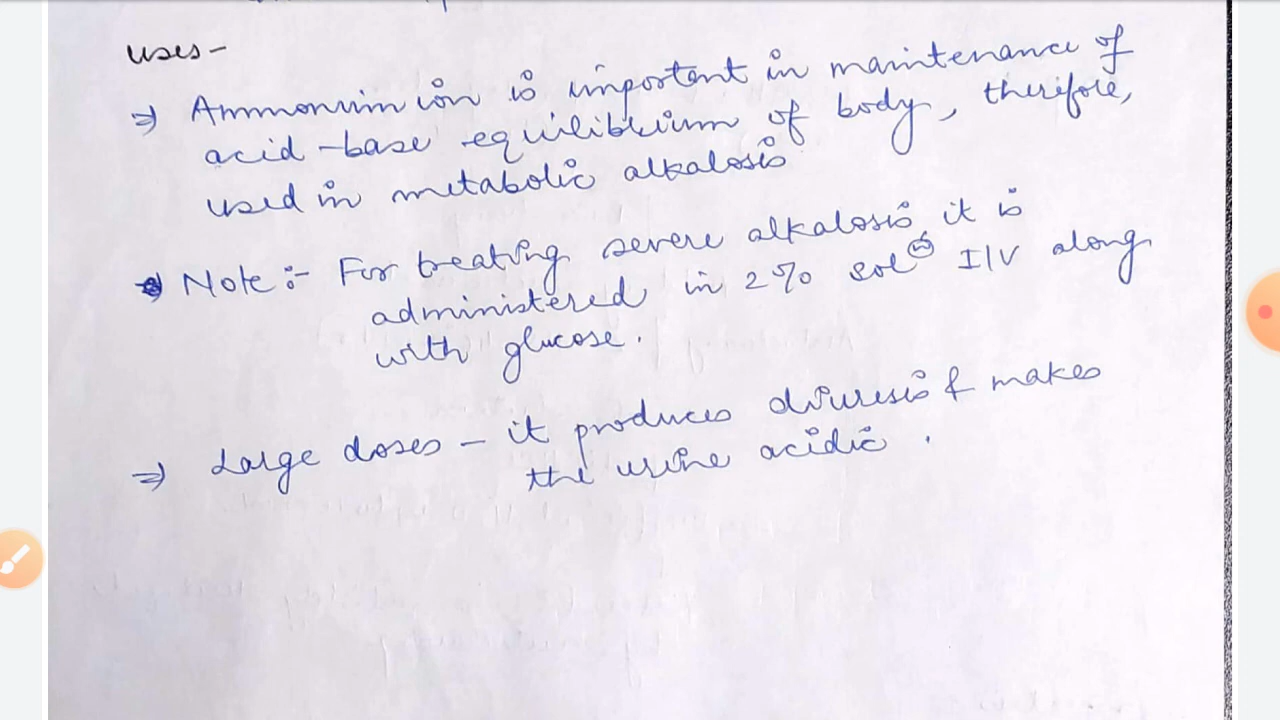 uses -
⇒ Ammonium ion is important in maintenance of
acid-base equilibrium of body, therefore,
used in metabolic alkalosis
Note :- For treating severe alkalosis it is
administered in 2% solⁿ I/V along
with glucose.
⇒ Large doses - it produces diuresis & makes
the urine acidic.